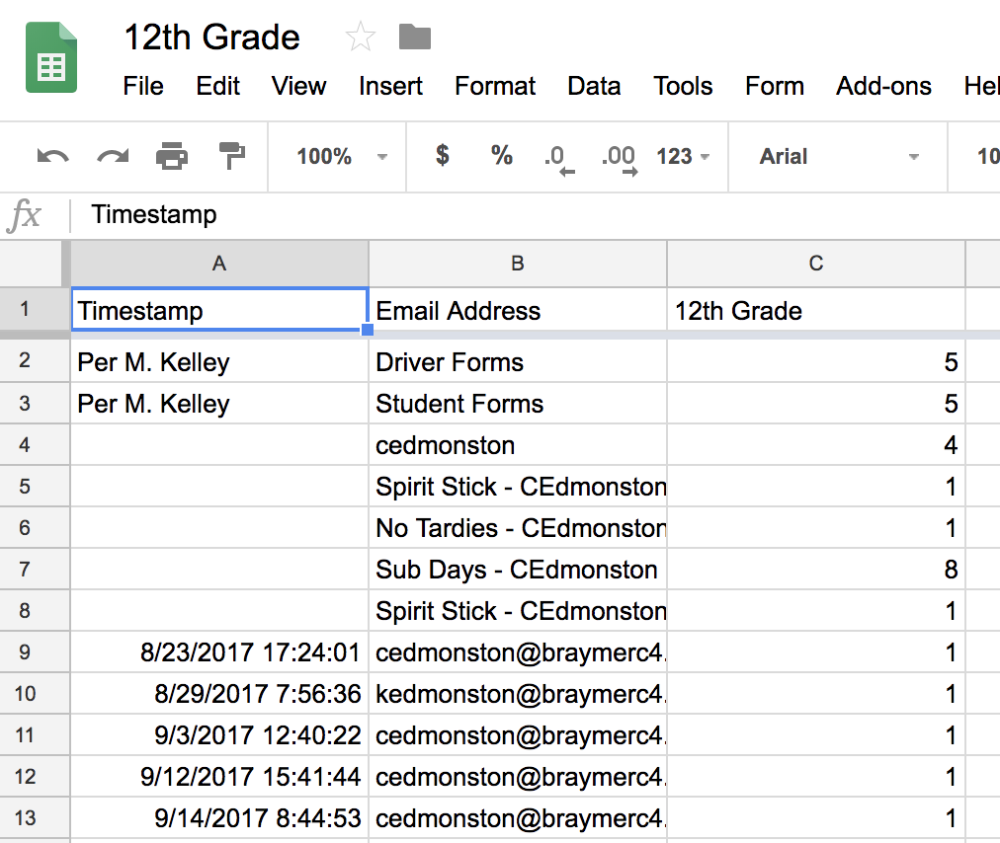 12th Grade
File Edit View Insert Format Data Tools Form Add-ons Hel
100% $ % .0 .00 123 Arial 10
fx Timestamp
A B C
1 Timestamp Email Address 12th Grade
2 Per M. Kelley Driver Forms 5
3 Per M. Kelley Student Forms 5
4 cedmonston 4
5 Spirit Stick - CEdmonston 1
6 No Tardies - CEdmonston 1
7 Sub Days - CEdmonston 8
8 Spirit Stick - CEdmonston 1
9 8/23/2017 17:24:01 cedmonston@braymerc4. 1
10 8/29/2017 7:56:36 kedmonston@braymerc4. 1
11 9/3/2017 12:40:22 cedmonston@braymerc4. 1
12 9/12/2017 15:41:44 cedmonston@braymerc4. 1
13 9/14/2017 8:44:53 cedmonston@braymerc4. 1